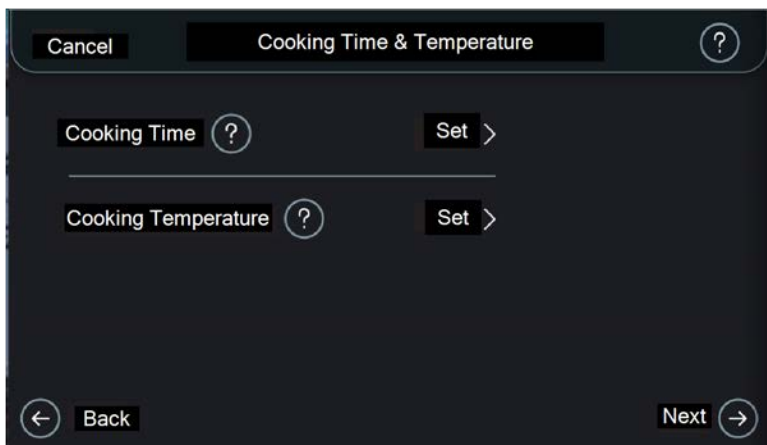 Cancel
Cooking Time & Temperature
?
Cooking Time ? Set >
Cooking Temperature ? Set >
← Back
Next →